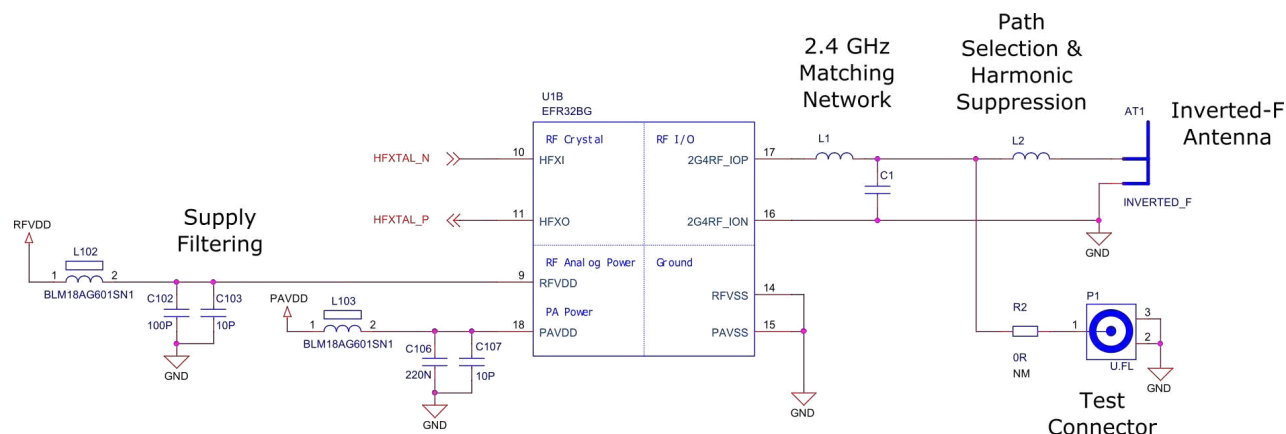 2.4 GHz
Matching
Network
Path
Selection &
Harmonic
Suppression
Inverted-F
Antenna
AT1
INVERTED_F
U1B
EFR32BG
RF Crystal
RF I/O
HFXTAL_N
10
HFXI
2G4RF_IOP
17
L1
C1
L2
HFXTAL_P
11
HFXO
2G4RF_ION
16
GND
Supply
Filtering
RFVDD
L102
1
2
BLM18AG601SN1
C102
100P
C103
10P
GND
RF Analog Power
Ground
9
RFVDD
RFVSS
14
PAVDD
L103
1
2
BLM18AG601SN1
PA Power
18
PAVDD
PAVSS
15
C106
220N
C107
10P
GND
GND
R2
0R
NM
P1
1
3
2
U.FL
GND
Test
Connector